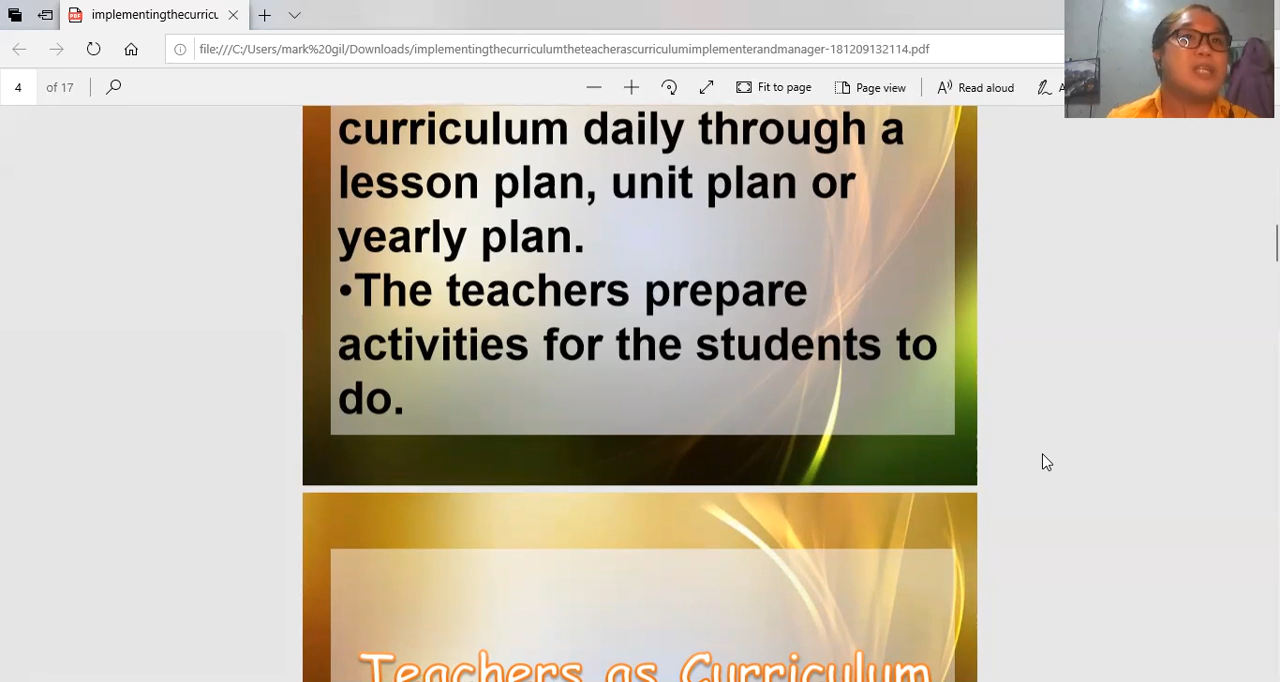 implementingthecurricu
file:///C:/Users/mark%20gil/Downloads/implementingthecurriculumtheteacherascurriculumimplementerandmanager-181209132114.pdf
4 of 17
Fit to page
Page view
Read aloud
curriculum daily through a
lesson plan, unit plan or
yearly plan.
•The teachers prepare
activities for the students to
do.
Teachers as Curriculum